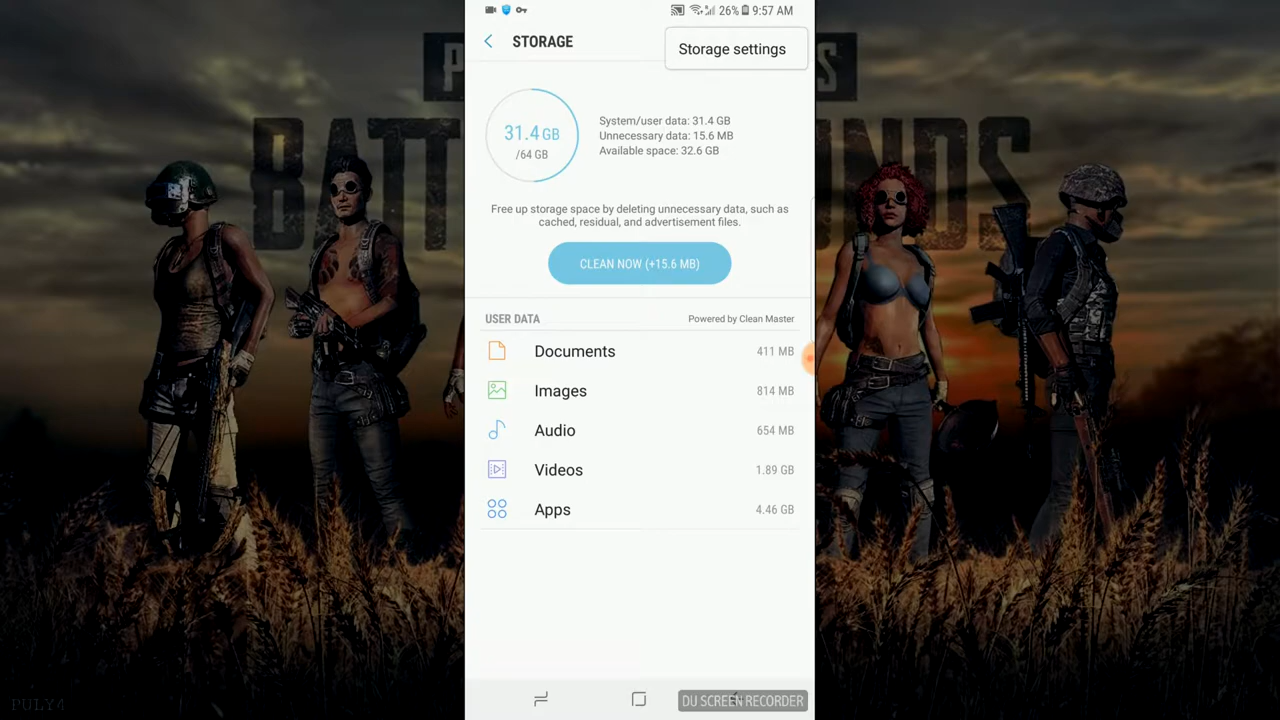 26% 9:57 AM
STORAGE
Storage settings
31.4 GB
/64 GB
System/user data: 31.4 GB
Unnecessary data: 15.6 MB
Available space: 32.6 GB
Free up storage space by deleting unnecessary data, such as
cached, residual, and advertisement files.
CLEAN NOW (+15.6 MB)
USER DATA
Powered by Clean Master
Documents 411 MB
Images 814 MB
Audio 654 MB
Videos 1.89 GB
Apps 4.46 GB
DU SCREEN RECORDER
P
S
BATT
NDS
PULY4